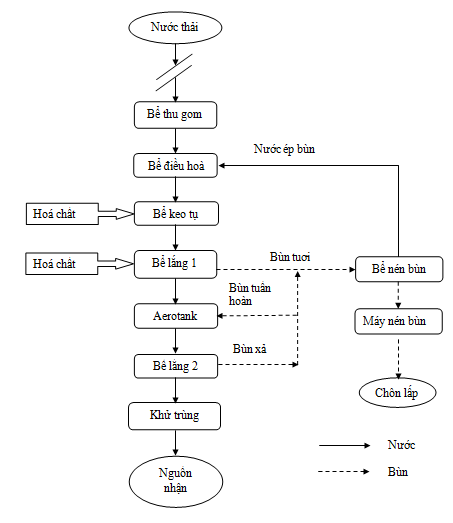 Nước thải
Bể thu gom
Nước ép bùn
Bể điều hoà
Hoá chất
Bể keo tụ
Hoá chất
Bể lắng 1
Bùn tươi
Bể nén bùn
Bùn tuần
hoàn
Aerotank
Máy nén bùn
Bùn xả
Bể lắng 2
Chôn lấp
Khử trùng
Nước
Nguồn
nhận
Bùn